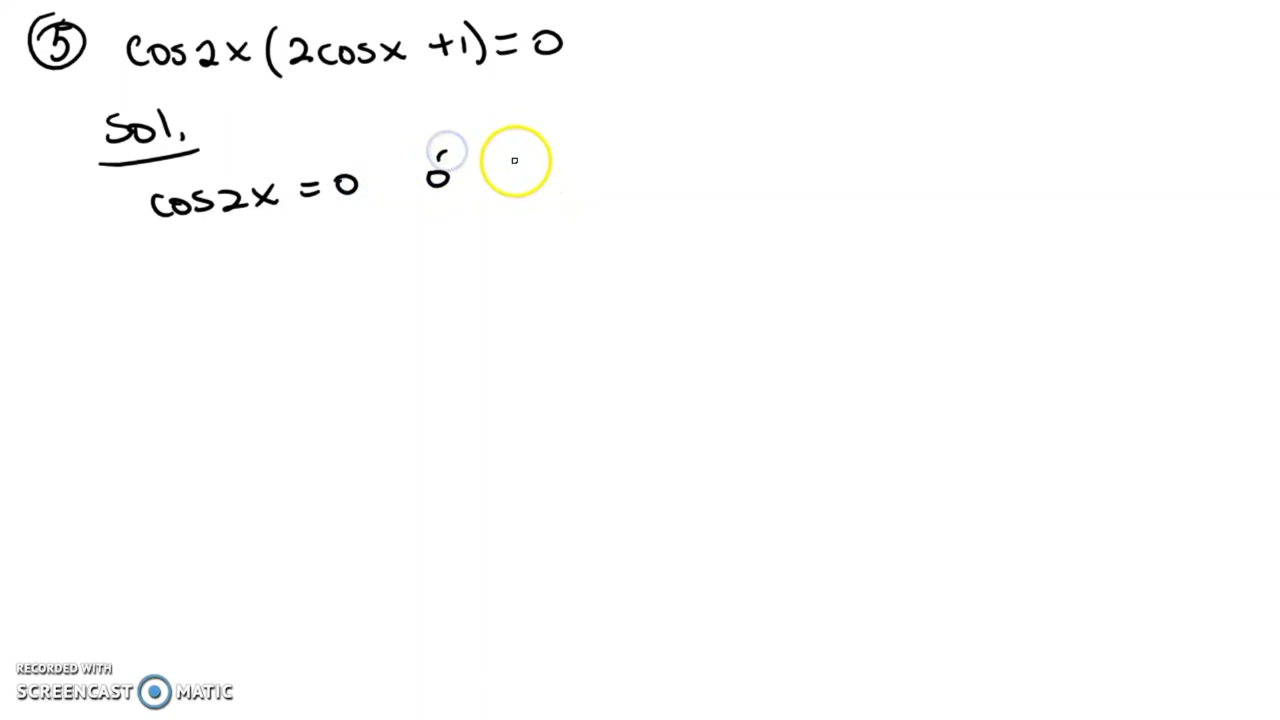 ⑤ cos2x(2cosx +1)=0
Sol.
cos2x = 0 ó
RECORDED WITH
SCREENCAST MATIC